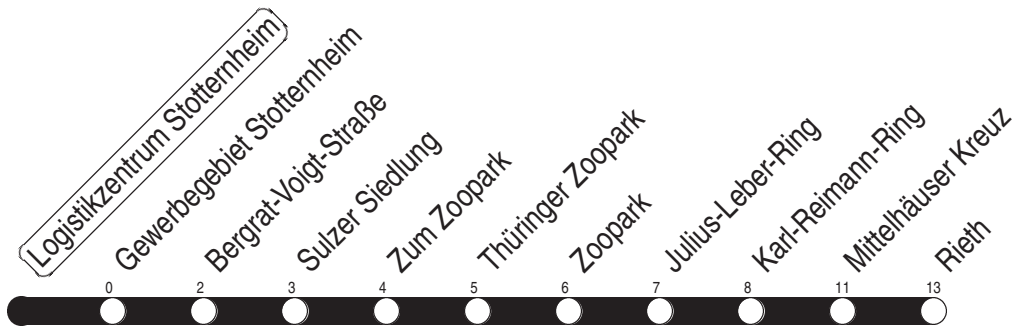 Logistikzentrum Stotternheim
Gewerbegebiet Stotternheim
Bergrat-Voigt-Straße
Sulzer Siedlung
Zum Zoopark
Thüringer Zoopark
Zoopark
Julius-Leber-Ring
Karl-Reimann-Ring
Mittelhäuser Kreuz
Rieth
0 2 3 4 5 6 7 8 11 13